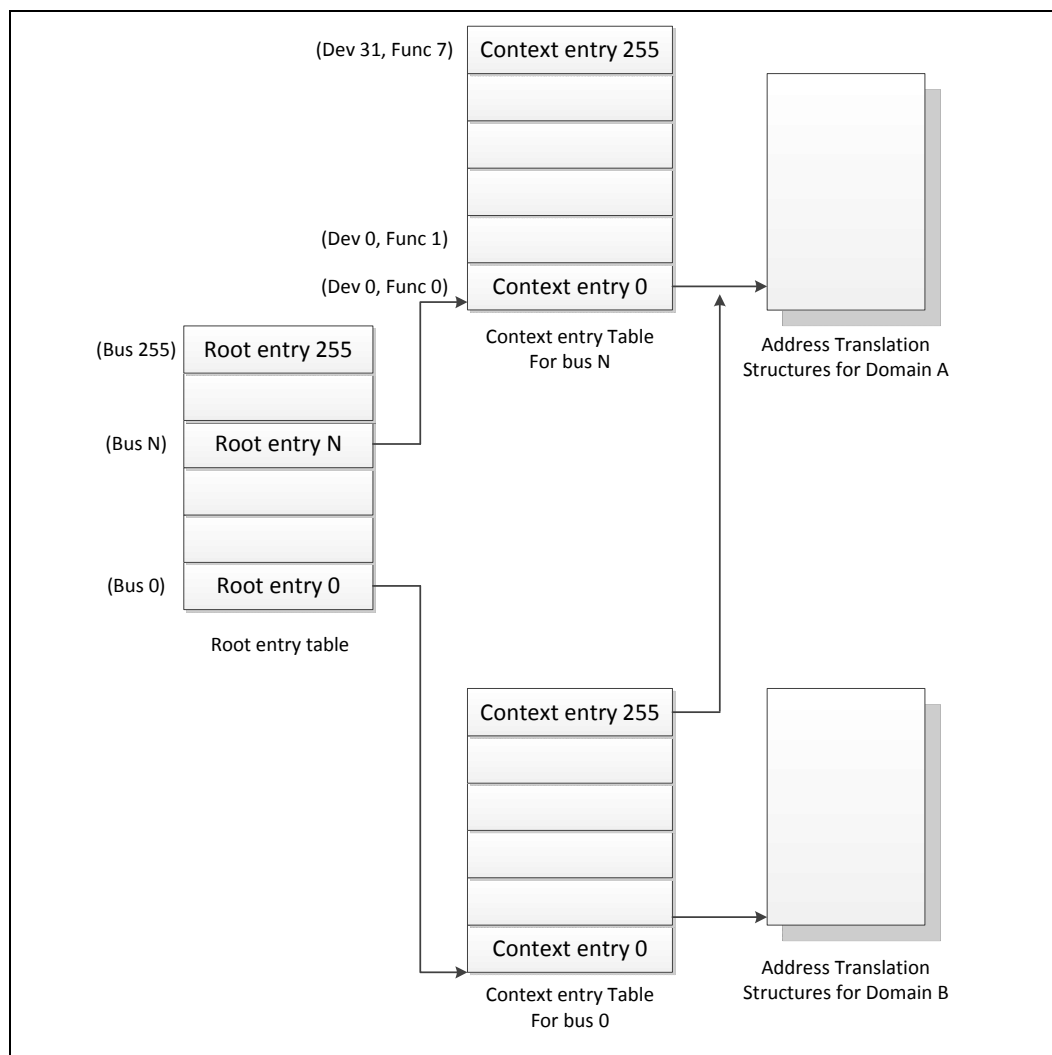 (Dev 31, Func 7)
Context entry 255
(Dev 0, Func 1)
(Dev 0, Func 0)
Context entry 0
Context entry Table
For bus N
Address Translation
Structures for Domain A
(Bus 255)
Root entry 255
(Bus N)
Root entry N
(Bus 0)
Root entry 0
Root entry table
Context entry 255
Context entry 0
Context entry Table
For bus 0
Address Translation
Structures for Domain B